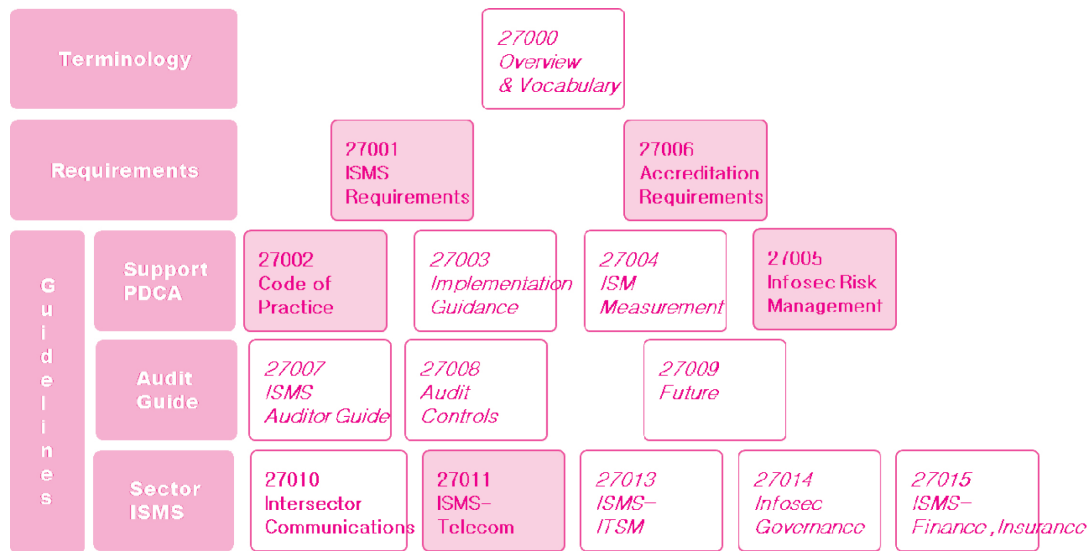 Terminology
27000
Overview
& Vocabulary
Requirements
27001
ISMS
Requirements
27006
Accreditation
Requirements
Guidelines
Support
PDCA
27002
Code of
Practice
27003
Implementation
Guidance
27004
ISM
Measurement
27005
Infosec Risk
Management
Audit
Guide
27007
ISMS
Auditor Guide
27008
Audit
Controls
27009
Future
Sector
ISMS
27010
Intersector
Communications
27011
ISMS-
Telecom
27013
ISMS-
ITSM
27014
Infosec
Governance
27015
ISMS-
Finance , Insurance